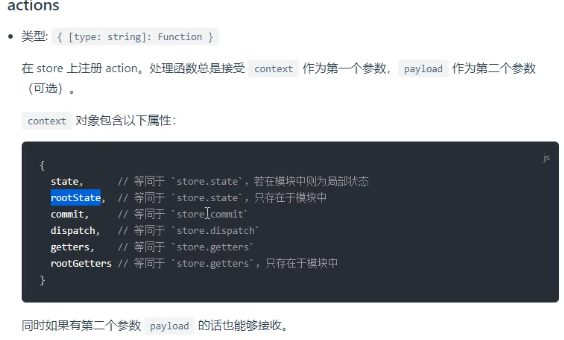 actions
类型: { [type: string]: Function }
在 store 上注册 action。处理函数总是接受 context 作为第一个参数, payload 作为第二个参数
（可选）。
context 对象包含以下属性：
js
{
state, // 等同于 `store.state`，若在模块中则为局部状态
rootState, // 等同于 `store.state`，只存在于模块中
commit, // 等同于 `store.commit`
dispatch, // 等同于 `store.dispatch`
getters, // 等同于 `store.getters`
rootGetters // 等同于 `store.getters`，只存在于模块中
}
同时如果有第二个参数 payload 的话也能够接收。